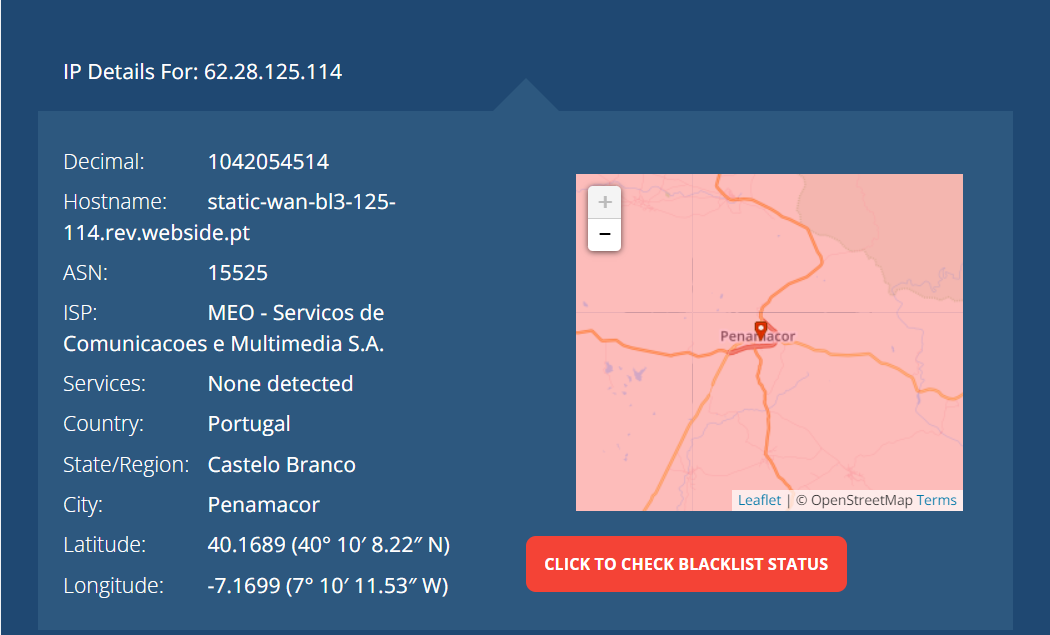 IP Details For: 62.28.125.114
Decimal: 1042054514
Hostname: static-wan-bl3-125-
114.rev.webside.pt
ASN: 15525
ISP: MEO - Servicos de
Comunicacoes e Multimedia S.A.
Services: None detected
Country: Portugal
State/Region: Castelo Branco
City: Penamacor
Latitude: 40.1689 (40° 10′ 8.22″ N)
Longitude: -7.1699 (7° 10′ 11.53″ W)
+
−
Penamacor
Leaflet | © OpenStreetMap Terms
CLICK TO CHECK BLACKLIST STATUS